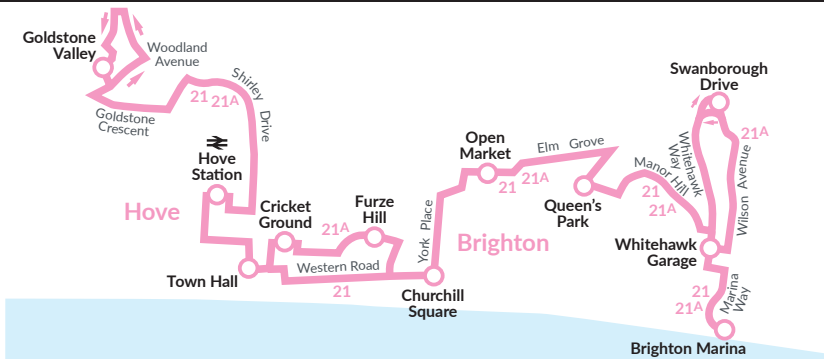 Goldstone
Valley
Woodland
Avenue
Goldstone
Crescent
21 21A
Shirley Drive
Hove
Station
Hove
Cricket
Ground
21A
Furze
Hill
Town Hall
Western Road
21
Churchill
Square
York Place
Brighton
Open
Market
21 21A
Elm Grove
Queen's
Park
Manor Hill
21
21A
Whitehawk
Way
Swanborough
Drive
21A
Wilson Avenue
Whitehawk
Garage
21
21A
Marina
Way
Brighton Marina